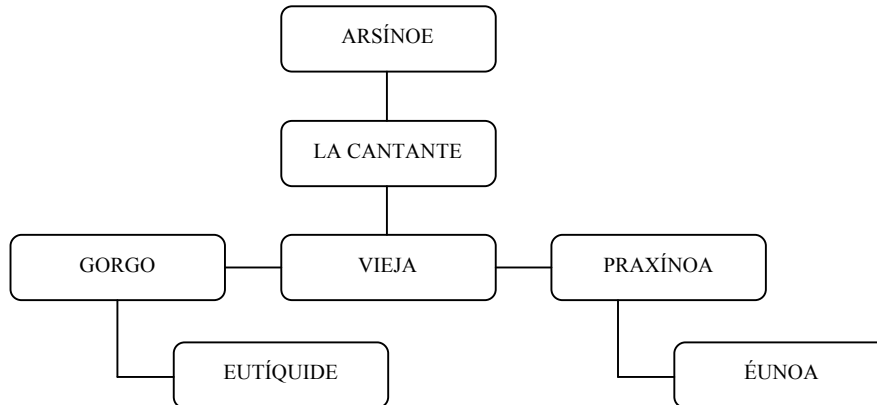 ARSÍNOE
LA CANTANTE
GORGO
VIEJA
PRAXÍNOA
EUTÍQUIDE
ÉUNOA